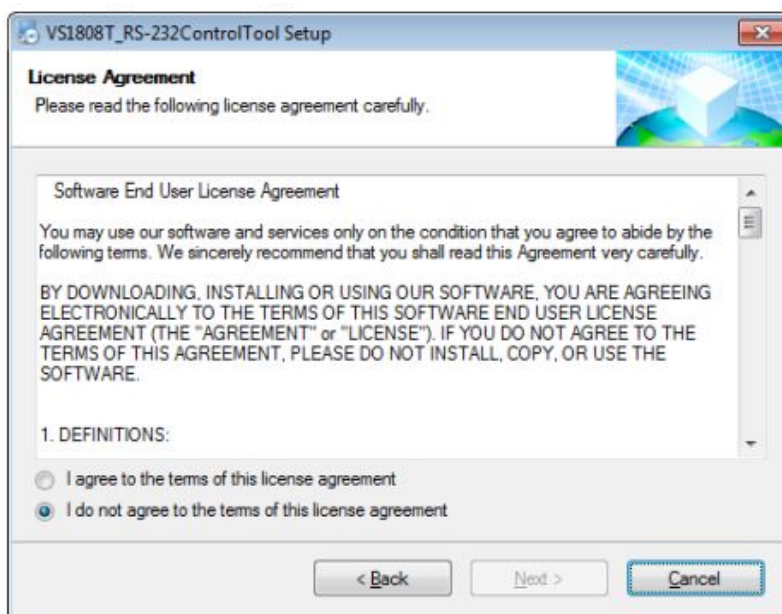 VS1808T_RS-232ControlTool Setup
License Agreement
Please read the following license agreement carefully.
Software End User License Agreement
You may use our software and services only on the condition that you agree to abide by the
following terms. We sincerely recommend that you shall read this Agreement very carefully.
BY DOWNLOADING, INSTALLING OR USING OUR SOFTWARE, YOU ARE AGREEING
ELECTRONICALLY TO THE TERMS OF THIS SOFTWARE END USER LICENSE
AGREEMENT (THE "AGREEMENT" or "LICENSE"). IF YOU DO NOT AGREE TO THE
TERMS OF THIS AGREEMENT, PLEASE DO NOT INSTALL, COPY, OR USE THE
SOFTWARE.
1. DEFINITIONS:
I agree to the terms of this license agreement
I do not agree to the terms of this license agreement
< Back Next > Cancel